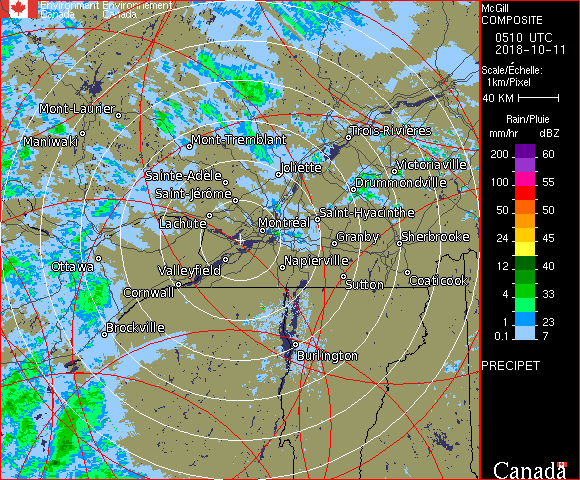 Environment Environnement
Canada Canada
McGill
COMPOSITE
0510 UTC
2018-10-11
Scale/Échelle:
1km/Pixel
40 KM
Rain/Pluie
mm/hr dBZ
200 60
100 55
50 50
24 45
12 40
4 33
1 23
0.1 7
PRECIPET
Canada
Mont-Laurier
Maniwaki
Mont-Tremblant
Trois-Rivières
Victoriaville
Joliette
Sainte-Adèle
Drummondville
Saint-Jérôme
Saint-Hyacinthe
Lachute
Montréal
Granby
Sherbrooke
Ottawa
Valleyfield
Napierville
Cornwall
Sutton
Coaticook
Brockville
Burlington